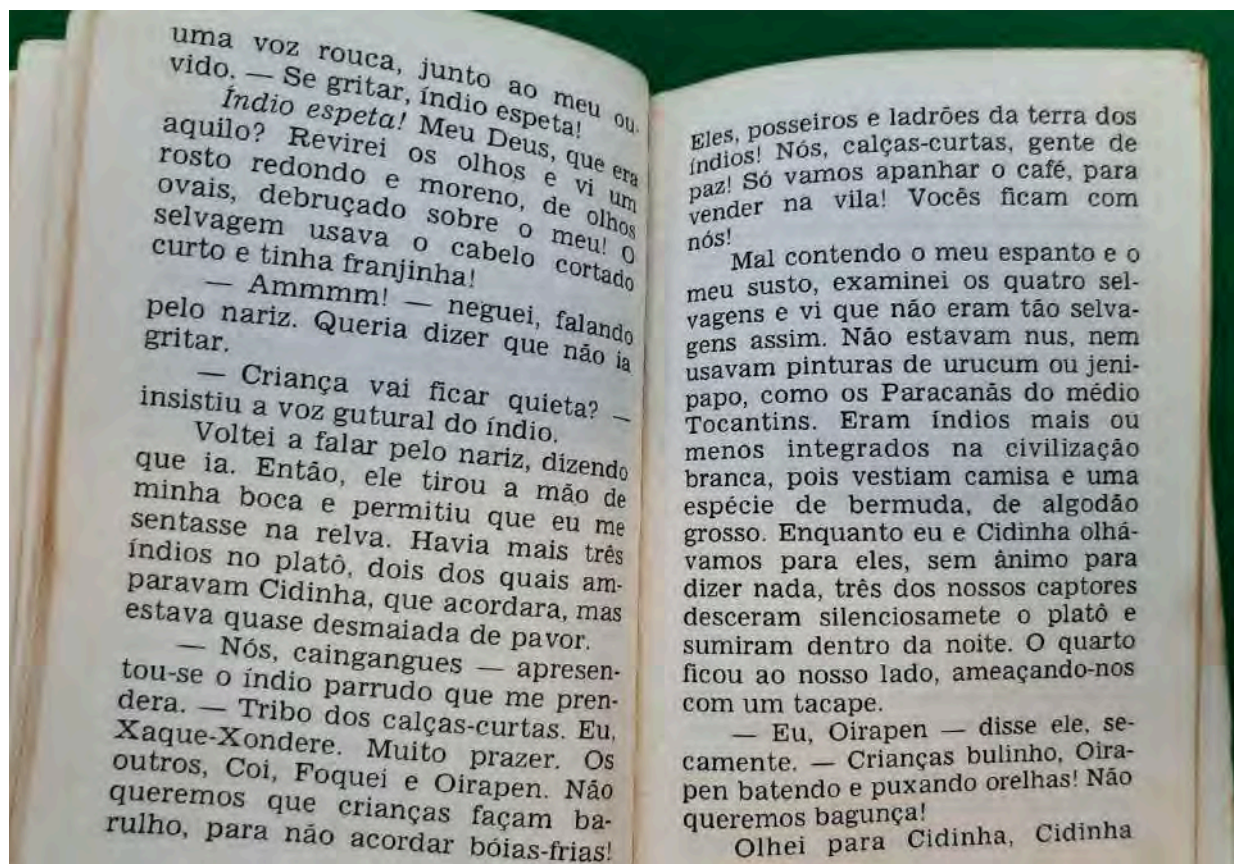 uma voz rouca, junto ao meu ou-
vido. — Se gritar, índio espeta!
Índio espeta! Meu Deus, que era
aquilo? Revirei os olhos e vi um
rosto redondo e moreno, de olhos
ovais, debruçado sobre o meu! O
selvagem usava o cabelo cortado
curto e tinha franjinha!
— Ammmm! — neguei, falando
pelo nariz. Queria dizer que não ia
gritar.
— Criança vai ficar quieta? —
insistiu a voz gutural do índio.
Voltei a falar pelo nariz, dizendo
que ia. Então, ele tirou a mão de
minha boca e permitiu que eu me
sentasse na relva. Havia mais três
índios no platô, dois dos quais am-
paravam Cidinha, que acordara, mas
estava quase desmaiada de pavor.
— Nós, caingangues — apresen-
tou-se o índio parrudo que me pren-
dera. — Tribo dos calças-curtas. Eu,
Xaque-Xondere. Muito prazer. Os
outros, Coi, Foquei e Oirapen. Não
queremos que crianças façam ba-
rulho, para não acordar bóias-frias!
Eles, posseiros e ladrões da terra dos
índios! Nós, calças-curtas, gente de
paz! Só vamos apanhar o café, para
vender na vila! Vocês ficam com
nós!
Mal contendo o meu espanto e o
meu susto, examinei os quatro sel-
vagens e vi que não eram tão selva-
gens assim. Não estavam nus, nem
usavam pinturas de urucum ou jeni-
papo, como os Paracanãs do médio
Tocantins. Eram índios mais ou
menos integrados na civilização
branca, pois vestiam camisa e uma
espécie de bermuda, de algodão
grosso. Enquanto eu e Cidinha olhá-
vamos para eles, sem ânimo para
dizer nada, três dos nossos captores
desceram silenciosamete o platô e
sumiram dentro da noite. O quarto
ficou ao nosso lado, ameaçando-nos
com um tacape.
— Eu, Oirapen — disse ele, se-
camente. — Crianças bulinho, Oira-
pen batendo e puxando orelhas! Não
queremos bagunça!
Olhei para Cidinha, Cidinha